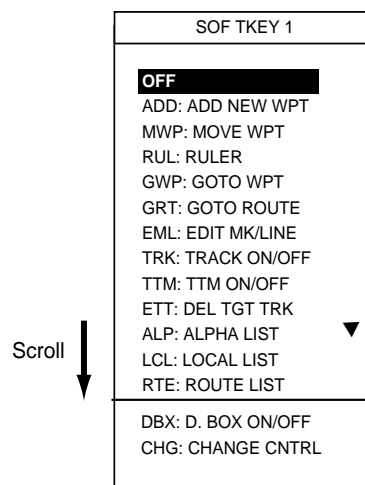 SOF TKEY 1
OFF
ADD: ADD NEW WPT
MWP: MOVE WPT
RUL: RULER
GWP: GOTO WPT
GRT: GOTO ROUTE
EML: EDIT MK/LINE
TRK: TRACK ON/OFF
TTM: TTM ON/OFF
ETT: DEL TGT TRK
ALP: ALPHA LIST
LCL: LOCAL LIST
RTE: ROUTE LIST
Scroll
DBX: D. BOX ON/OFF
CHG: CHANGE CNTRL